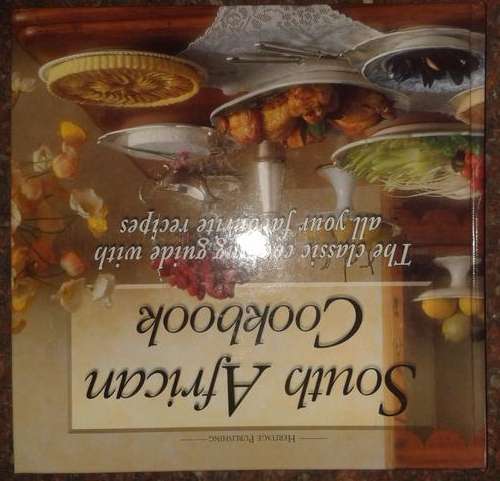 HERITAGE PUBLISHING
South African
Cookbook
The classic cooking guide with
all your favourite recipes